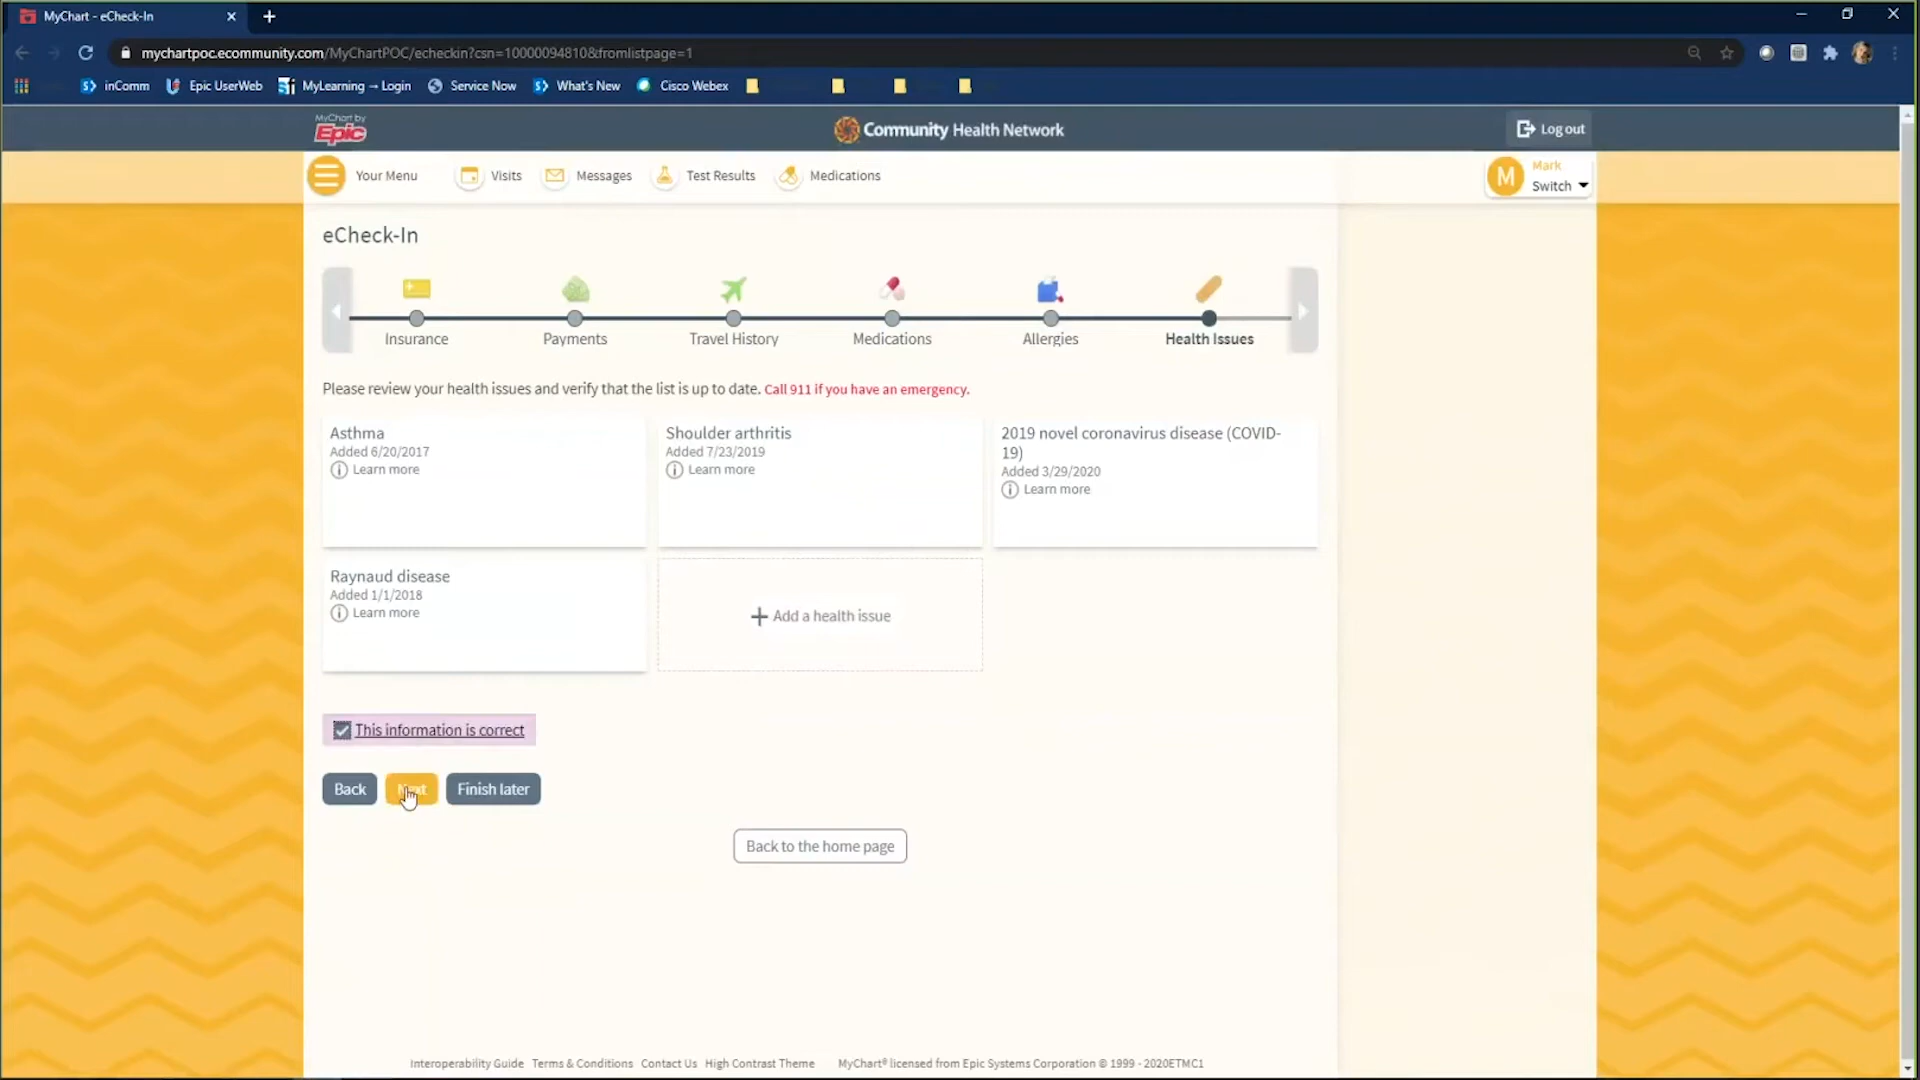 MyChart - eCheck-In
mychartpoc.ecommunity.com/MyChartPOC/echeckin?csn=1000009481​0&fromlistpage=1
inComm Epic UserWeb MyLearning → Login Service Now What's New Cisco Webex
MyChart by
Epic
Community Health Network
Log out
Your Menu Visits Messages Test Results Medications
M
Mark
Switch
eCheck-In
Insurance Payments Travel History Medications Allergies Health Issues
Please review your health issues and verify that the list is up to date. Call 911 if you have an emergency.
Asthma
Added 6/20/2017
Learn more
Shoulder arthritis
Added 7/23/2019
Learn more
2019 novel coronavirus disease (COVID-
19)
Added 3/29/2020
Learn more
Raynaud disease
Added 1/1/2018
Learn more
+ Add a health issue
This information is correct
Back Next Finish later
Back to the home page
Interoperability Guide Terms & Conditions Contact Us High Contrast Theme MyChart® licensed from Epic Systems Corporation © 1999 - 2020ETMC1